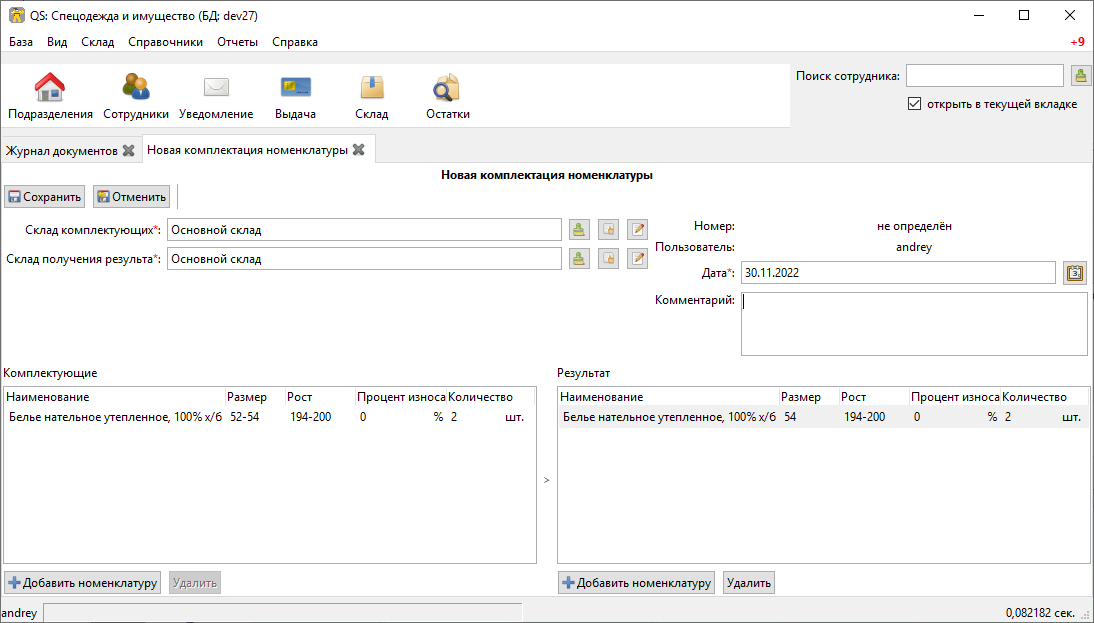 QS: Спецодежда и имущество (БД: dev27)
База Вид Склад Справочники Отчеты Справка +9
Поиск сотрудника:
открыть в текущей вкладке
Подразделения Сотрудники Уведомление Выдача Склад Остатки
Журнал документов Новая комплектация номенклатуры
Новая комплектация номенклатуры
Сохранить Отменить
Склад комплектующих*: Основной склад
Склад получения результа*: Основной склад
Номер: не определён
Пользователь: andrey
Дата*: 30.11.2022
Комментарий:
Комплектующие
Наименование Размер Рост Процент износа Количество
Белье нательное утепленное, 100% х/б 52-54 194-200 0 % 2 шт.
>
Результат
Наименование Размер Рост Процент износа Количество
Белье нательное утепленное, 100% х/б 54 194-200 0 % 2 шт.
Добавить номенклатуру Удалить
Добавить номенклатуру Удалить
andrey 0,082182 сек.